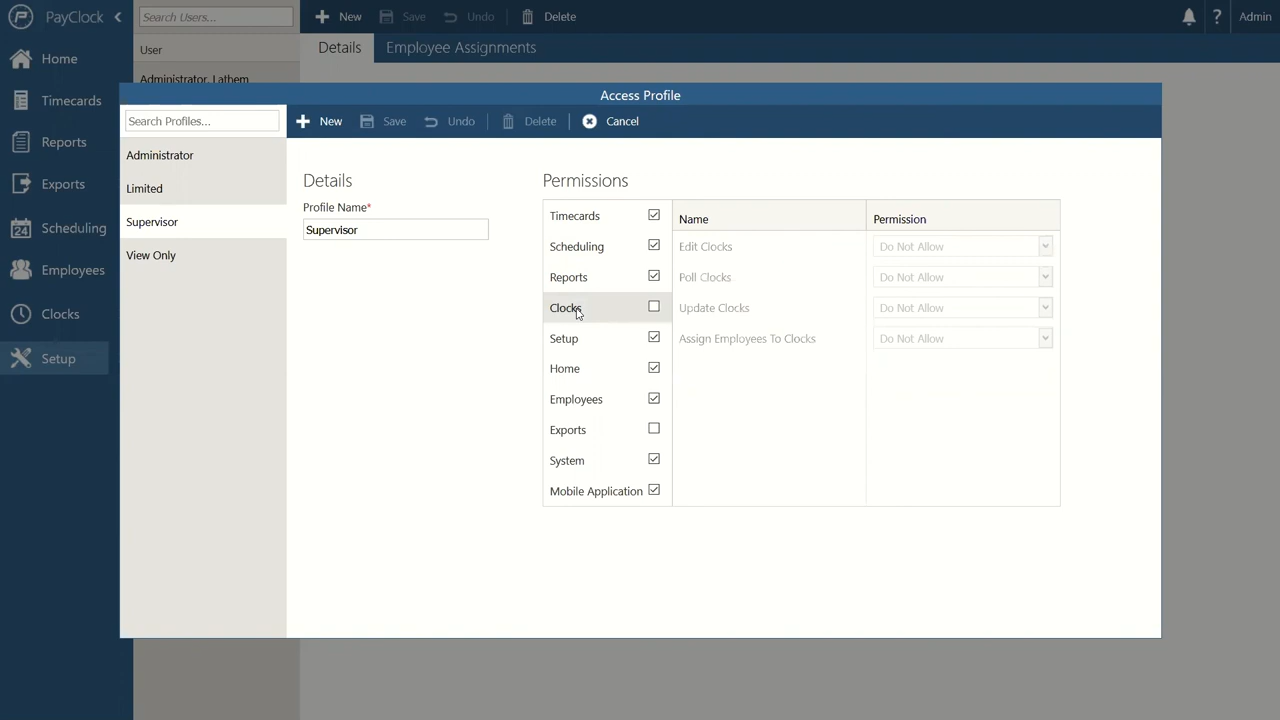 PayClock
Search Users...
New
Save
Undo
Delete
Admin
User
Details
Employee Assignments
Administrator, Lathem
Home
Timecards
Reports
Exports
24
Scheduling
Employees
Clocks
Setup
Access Profile
Search Profiles...
New
Save
Undo
Delete
Cancel
Administrator
Limited
Supervisor
View Only
Details
Profile Name*
Supervisor
Permissions
Timecards
Scheduling
Reports
Clocks
Setup
Home
Employees
Exports
System
Mobile Application
Name
Permission
Edit Clocks
Do Not Allow
Poll Clocks
Do Not Allow
Update Clocks
Do Not Allow
Assign Employees To Clocks
Do Not Allow